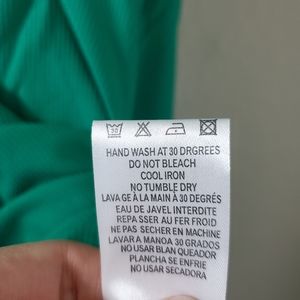 30
HAND WASH AT 30 DRGREES
DO NOT BLEACH
COOL IRON
NO TUMBLE DRY
LAVA GE À LA MAIN À 30 DEG
EAU DE JAVEL INTERDITE
REPA SSER AU FER FROID
NE PAS SECHER EN MACHINE
LAVAR A MANOA 30 GRADOS
NO USAR BLAN QUEADOR
PLANCHA SE ENFRIE
NO USAR SECADORA